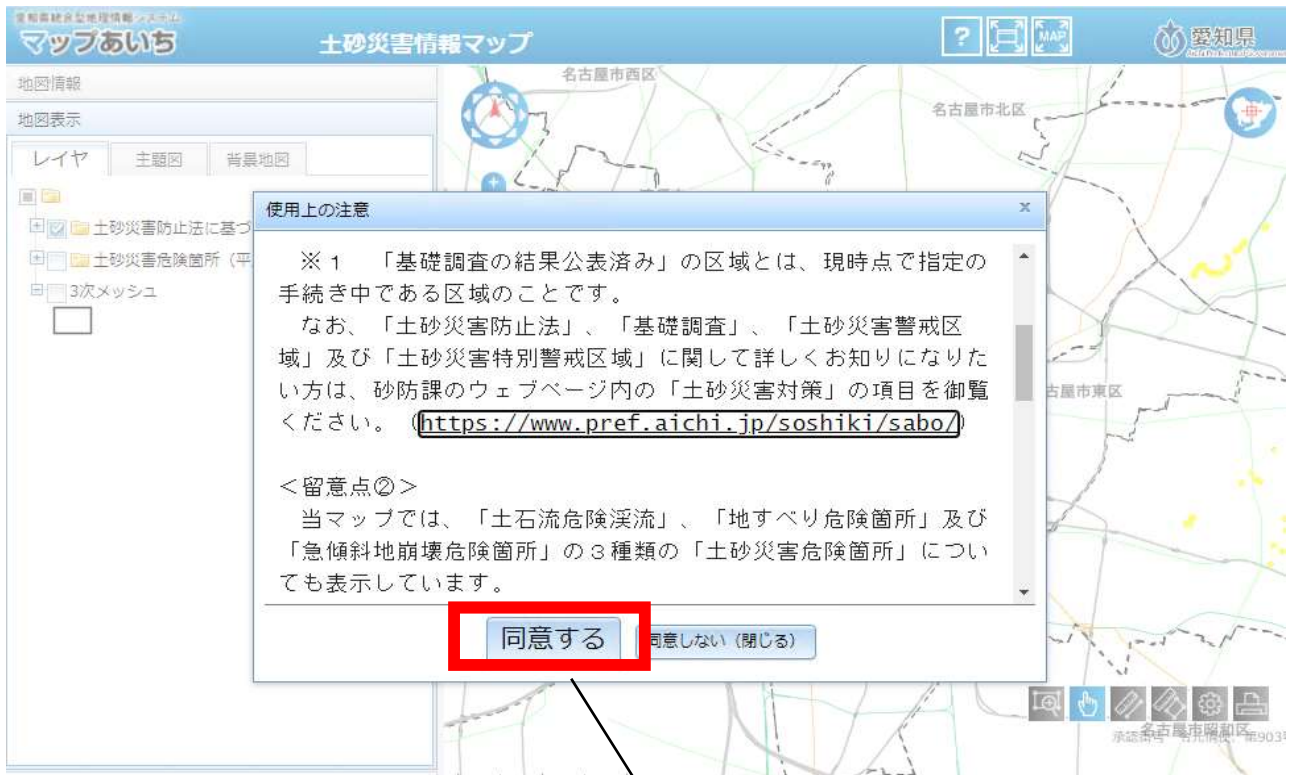 愛知県統合型地理情報システム
マップあいち
土砂災害情報マップ
?
MAP
愛知県
地図情報
地図表示
レイヤ
主題図
背景地図
土砂災害防止法に基づ
土砂災害危険箇所（平
3次メッシュ
名古屋市西区
名古屋市北区
使用上の注意
x
※１　「基礎調査の結果公表済み」の区域とは、現時点で指定の
手続き中である区域のことです。
なお、「土砂災害防止法」、「基礎調査」、「土砂災害警戒区
域」及び「土砂災害特別警戒区域」に関して詳しくお知りになりた
い方は、砂防課のウェブページ内の「土砂災害対策」の項目を御覧
ください。（https://www.pref.aichi.jp/soshiki/sabo/）
＜留意点②＞
当マップでは、「土石流危険渓流」、「地すべり危険箇所」及び
「急傾斜地崩壊危険箇所」の３種類の「土砂災害危険箇所」につい
ても表示しています。
同意する
同意しない（閉じる）
古屋市東区
名古屋市昭和区